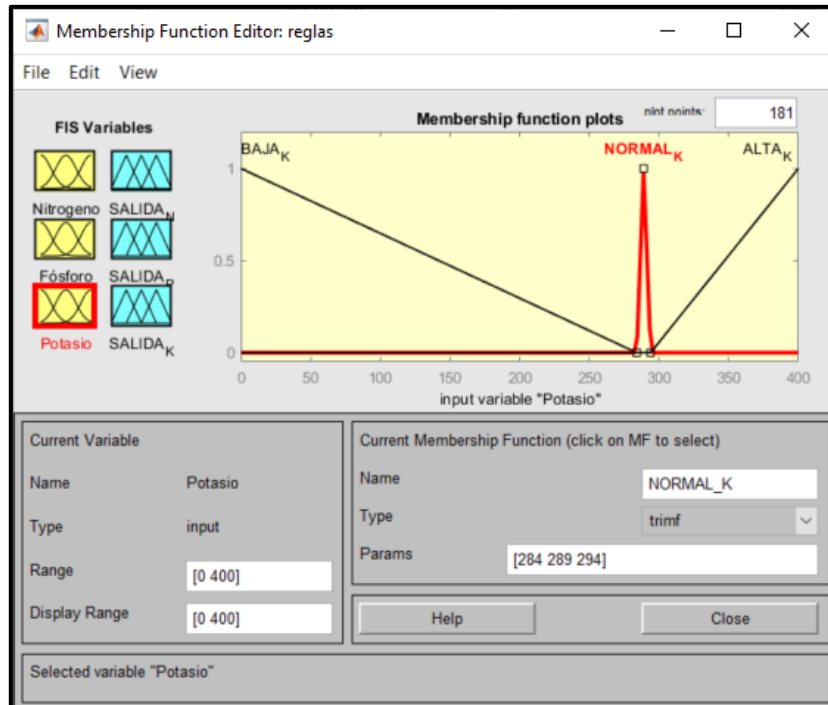 Membership Function Editor: reglas
File Edit View
FIS Variables
Nitrogeno SALIDA_N
Fósforo SALIDA_P
Potasio SALIDA_K
Membership function plots
plot points: 181
BAJA_K NORMAL_K ALTA_K
1
0.5
0
0 50 100 150 200 250 300 350 400
input variable "Potasio"
Current Variable
Name Potasio
Type input
Range [0 400]
Display Range [0 400]
Current Membership Function (click on MF to select)
Name NORMAL_K
Type trimf
Params [284 289 294]
Help Close
Selected variable "Potasio"